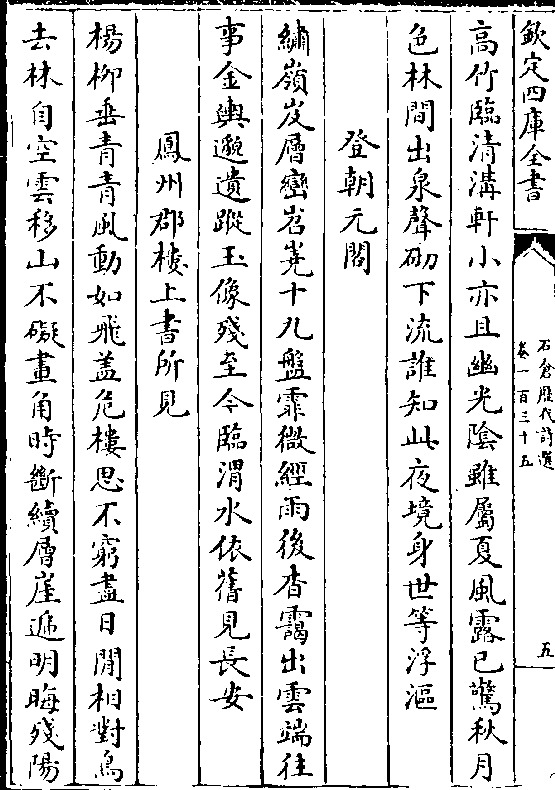 欽定四庫全書
石倉歷代詩選
卷一百三十五
五
高竹臨清溝軒小亦且幽光陰雖屬夏風露已驚秋月
色林間出泉聲砌下流誰知此夜境身世等浮漚
登朝元閣
繡嶺岌層巒岧嶤十八盤霏微經雨後杳靄出雲端往
事金輿邈遺蹤玉像殘至今臨渭水依舊見長安
鳳州郡樓上書所見
楊柳垂青青風動如飛蓋危樓思不窮盡日閒相對鳥
去林自空雲移山不礙畫角時斷續層崖遞明晦殘陽